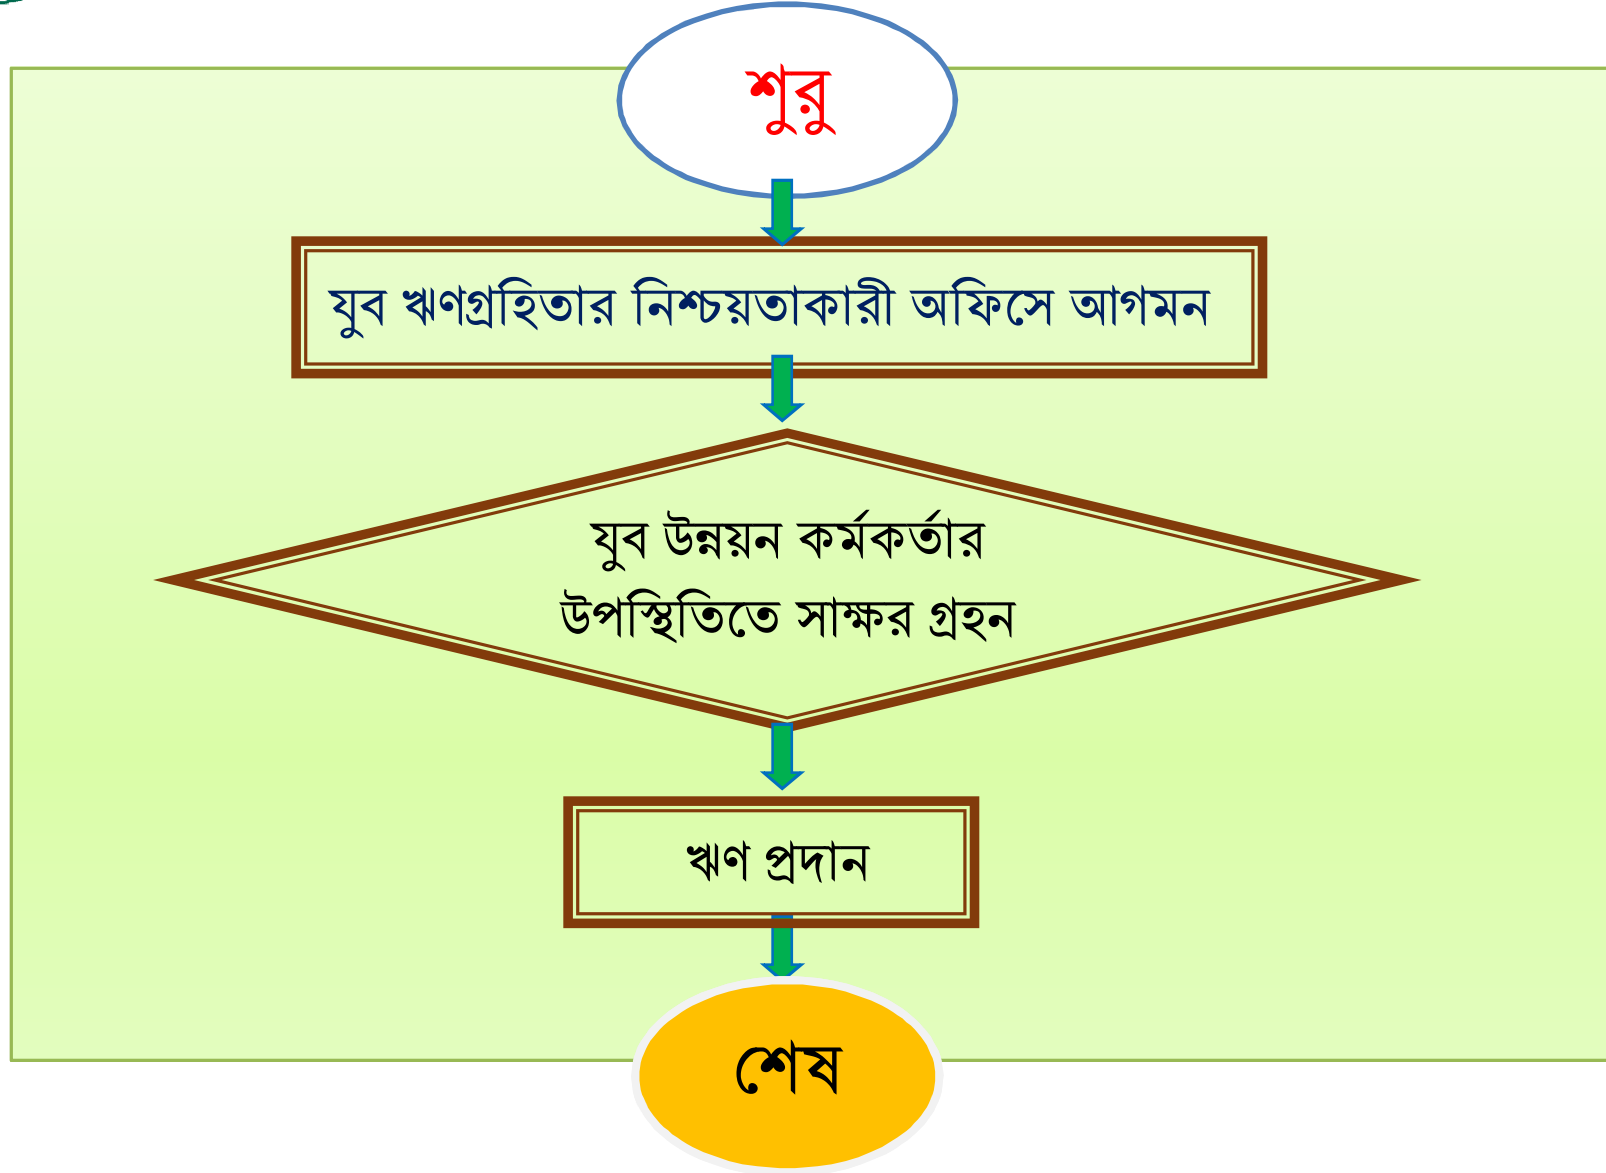 শুরু
যুব ঋণগ্রহিতার নিশ্চয়তাকারী অফিসে আগমন
যুব উন্নয়ন কর্মকর্তার
উপস্থিতিতে সাক্ষর গ্রহন
ঋণ প্রদান
শেষ